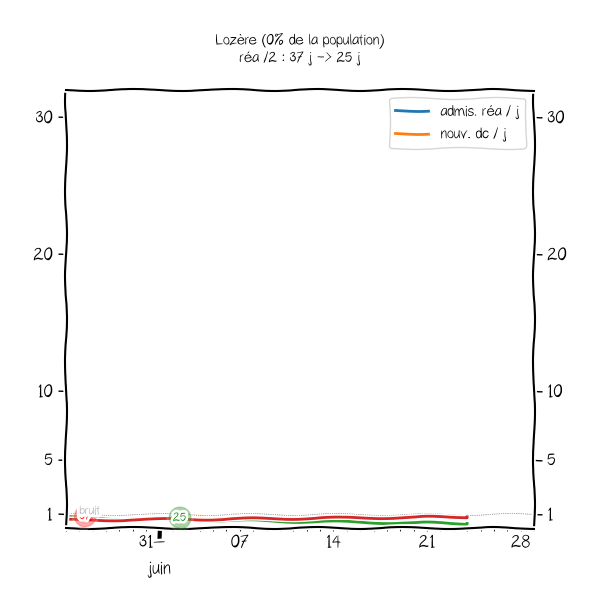 Lozère (0% de la population)
réa /2 : 37 j -> 25 j
admis. réa / j
nouv. dc / j
30
30
20
20
10
10
5
5
1
bruit
25
1
31
07
14
21
28
juin